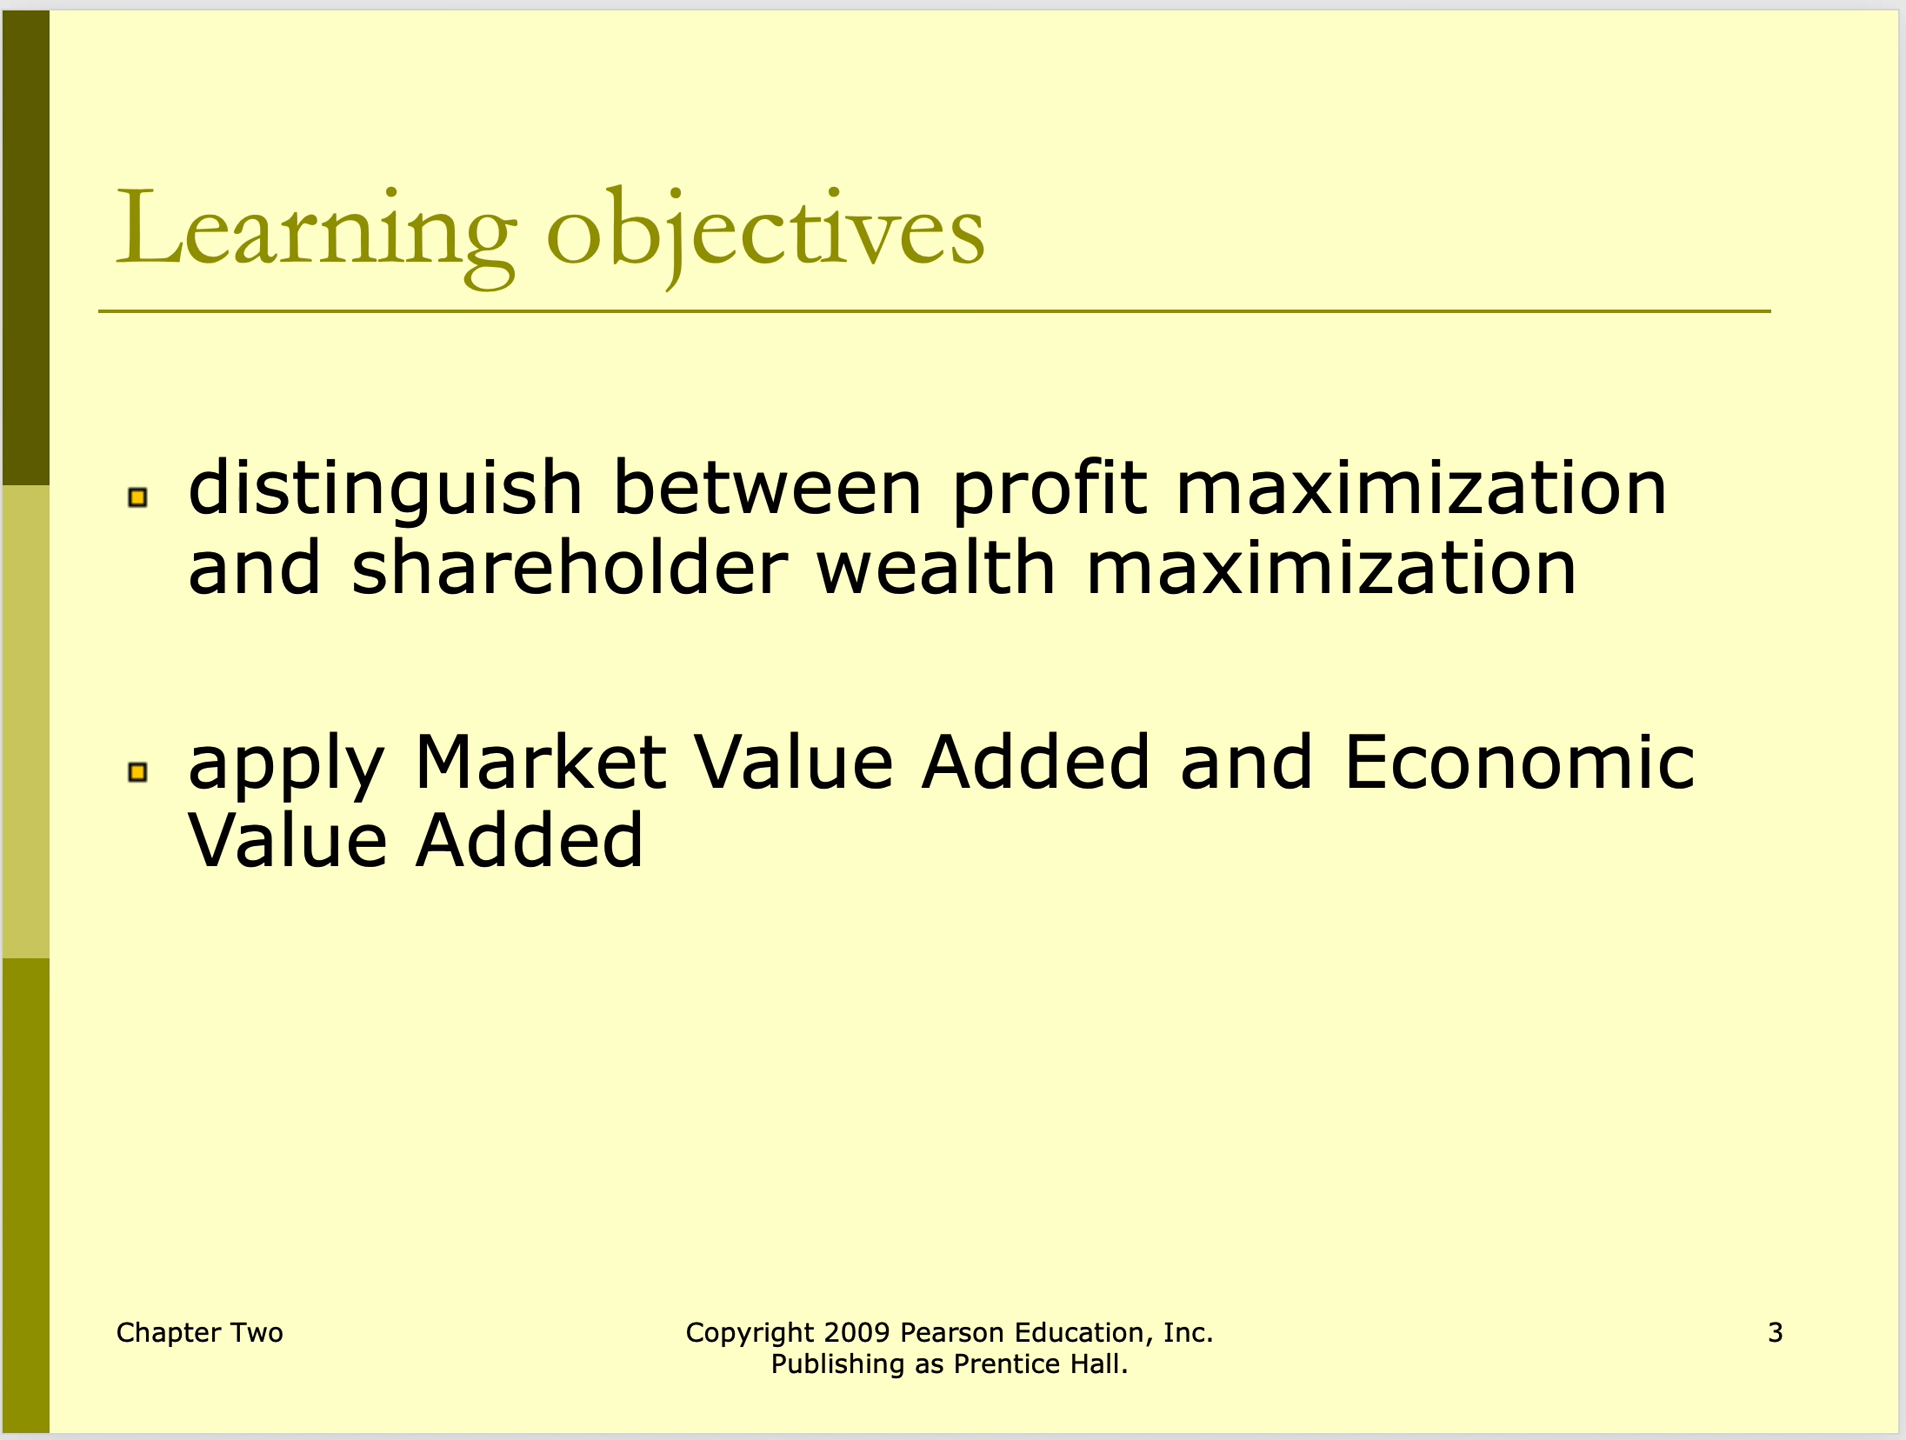 Learning objectives
distinguish between profit maximization
and shareholder wealth maximization
apply Market Value Added and Economic
Value Added
Chapter Two
Copyright 2009 Pearson Education, Inc.
Publishing as Prentice Hall.
3